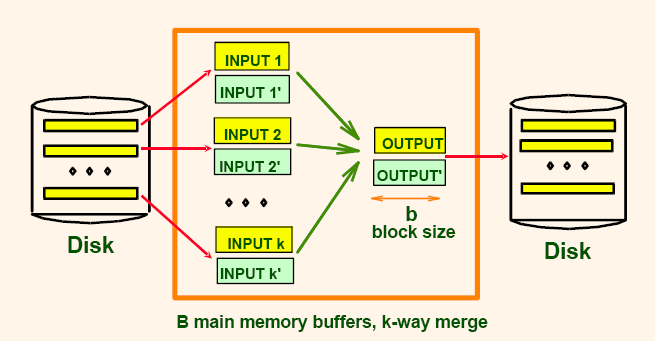 INPUT 1
INPUT 1'
INPUT 2
INPUT 2'
INPUT k
INPUT k'
OUTPUT
OUTPUT'
b
block size
Disk
Disk
B main memory buffers, k-way merge